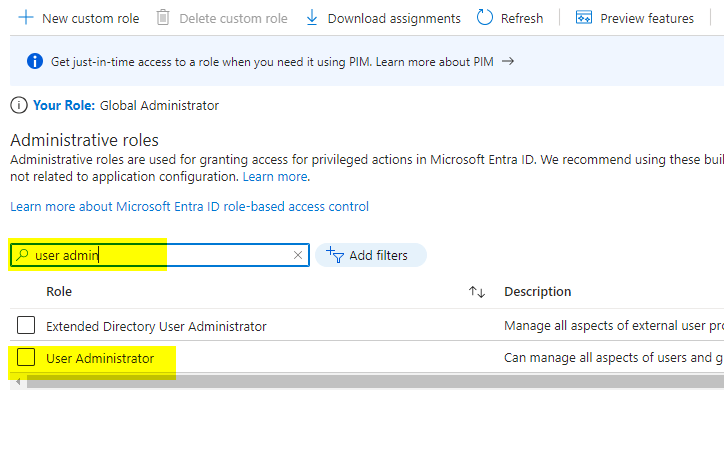 New custom role Delete custom role Download assignments Refresh Preview features
Get just-in-time access to a role when you need it using PIM. Learn more about PIM →
Your Role: Global Administrator
Administrative roles
Administrative roles are used for granting access for privileged actions in Microsoft Entra ID. We recommend using these buil
not related to application configuration. Learn more.
Learn more about Microsoft Entra ID role-based access control
user admin Add filters
Role Description
Extended Directory User Administrator Manage all aspects of external user pro
User Administrator Can manage all aspects of users and g